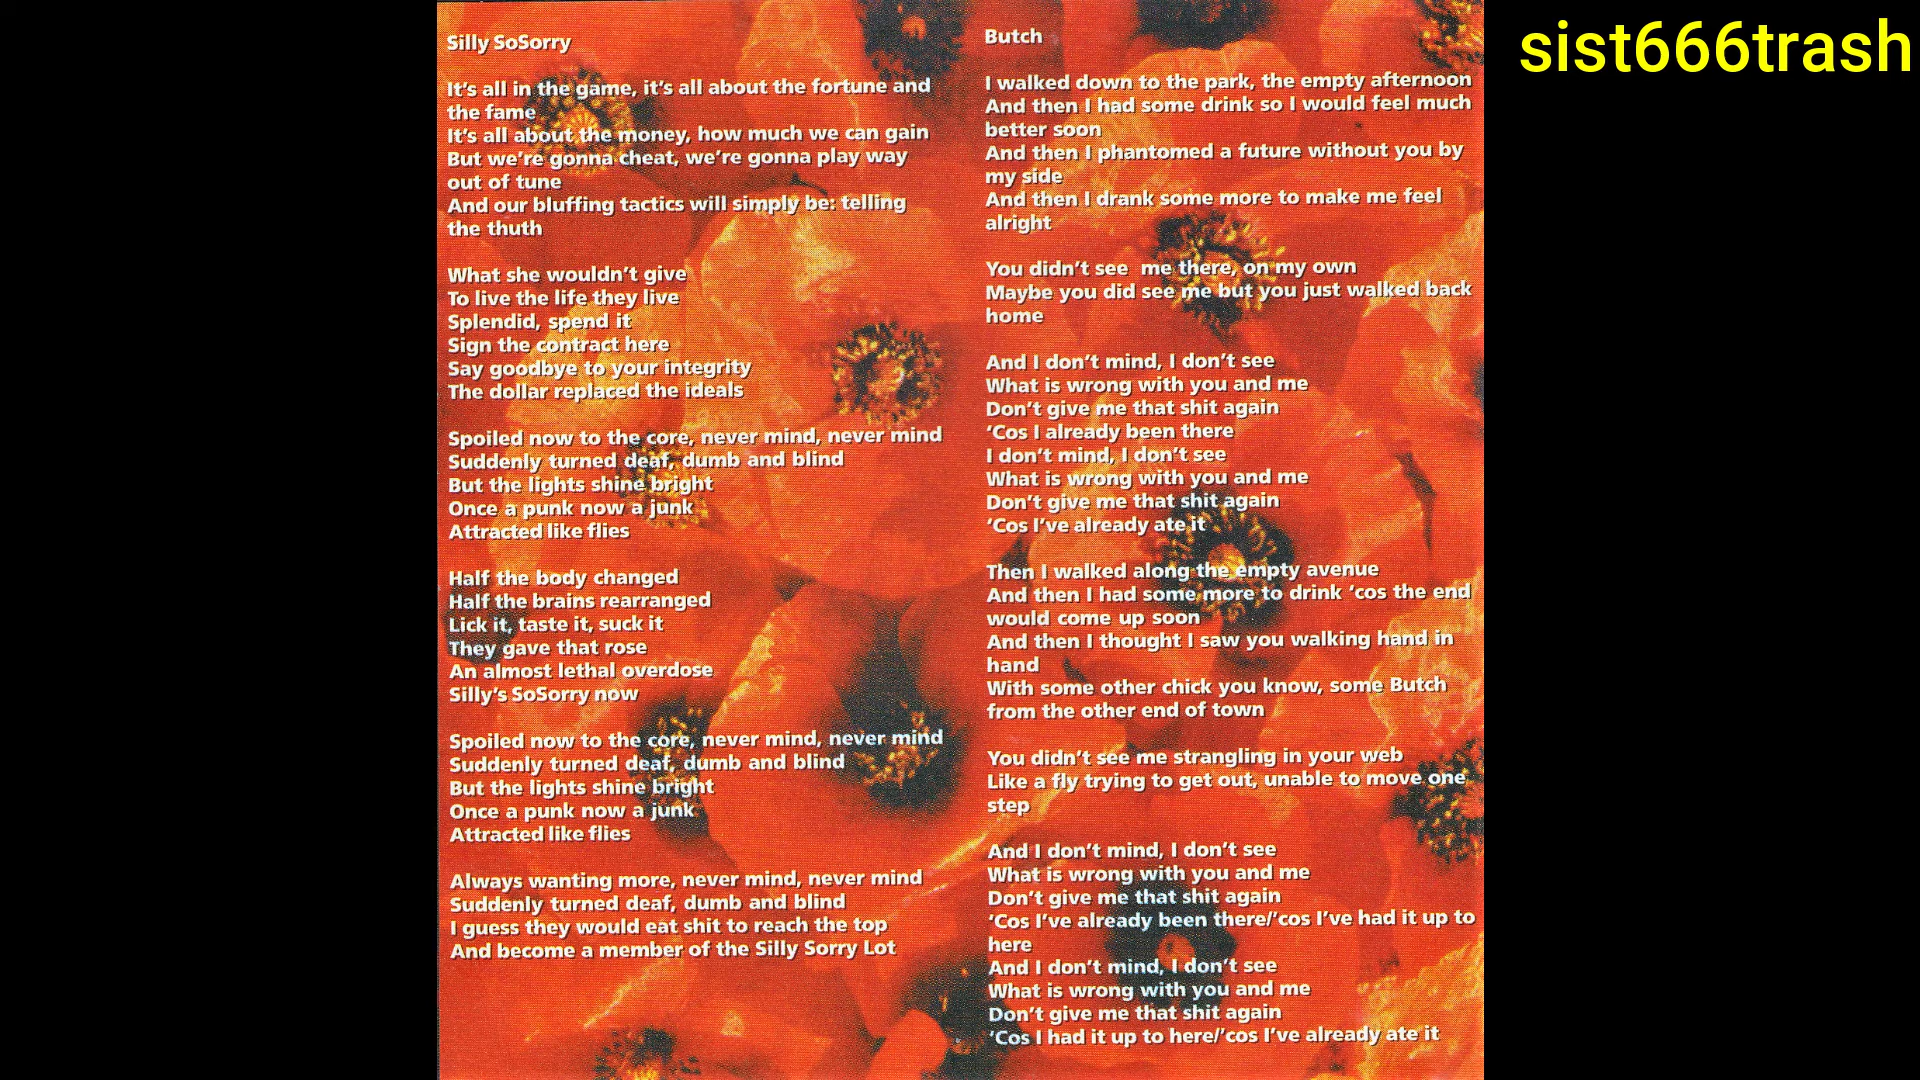 Silly SoSorry
It's all in the game, it's all about the fortune and
the fame
It's all about the money, how much we can gain
But we're gonna cheat, we're gonna play way
out of tune
And our bluffing tactics will simply be: telling
the thuth
What she wouldn't give
To live the life they live
Splendid, spend it
Sign the contract here
Say goodbye to your integrity
The dollar replaced the ideals
Spoiled now to the core, never mind, never mind
Suddenly turned deaf, dumb and blind
But the lights shine bright
Once a punk now a junk
Attracted like flies
Half the body changed
Half the brains rearranged
Lick it, taste it, suck it
They gave that rose
An almost lethal overdose
Silly's SoSorry now
Spoiled now to the core, never mind, never mind
Suddenly turned deaf, dumb and blind
But the lights shine bright
Once a punk now a junk
Attracted like flies
Always wanting more, never mind, never mind
Suddenly turned deaf, dumb and blind
I guess they would eat shit to reach the top
And become a member of the Silly Sorry Lot
Butch
I walked down to the park, the empty afternoon
And then I had some drink so I would feel much
better soon
And then I phantomed a future without you by
my side
And then I drank some more to make me feel
alright
You didn't see  me there, on my own
Maybe you did see me but you just walked back
home
And I don't mind, I don't see
What is wrong with you and me
Don't give me that shit again
'Cos I already been there
I don't mind, I don't see
What is wrong with you and me
Don't give me that shit again
'Cos I've already ate it
Then I walked along the empty avenue
And then I had some more to drink 'cos the end
would come up soon
And then I thought I saw you walking hand in
hand
With some other chick you know, some Butch
from the other end of town
You didn't see me strangling in your web
Like a fly trying to get out, unable to move one
step
And I don't mind, I don't see
What is wrong with you and me
Don't give me that shit again
'Cos I've already been there/'cos I've had it up to
here
And I don't mind, I don't see
What is wrong with you and me
Don't give me that shit again
'Cos I had it up to here/'cos I've already ate it
sist666trash